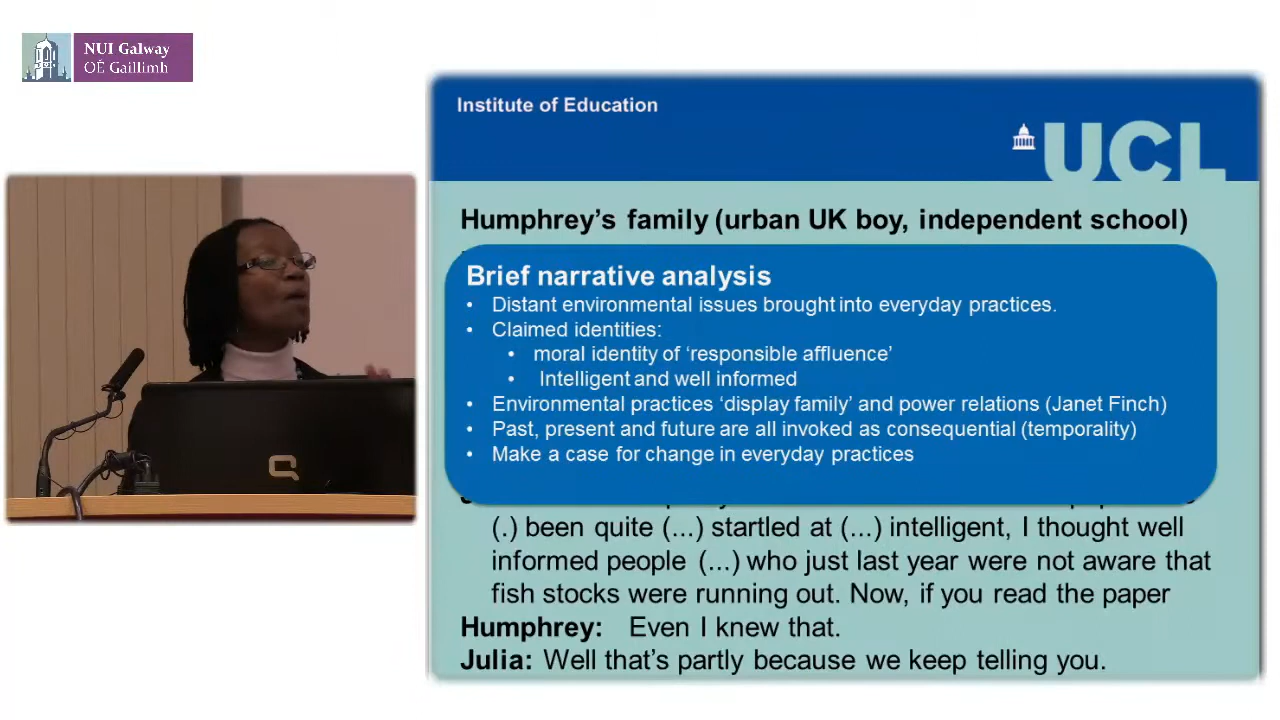 NUI Galway
OÉ Gaillimh
Institute of Education
UCL
Humphrey’s family (urban UK boy, independent school)
Brief narrative analysis
• Distant environmental issues brought into everyday practices.
• Claimed identities:
• moral identity of ‘responsible affluence’
• Intelligent and well informed
• Environmental practices ‘display family’ and power relations (Janet Finch)
• Past, present and future are all invoked as consequential (temporality)
• Make a case for change in everyday practices
(.) been quite (...) startled at (...) intelligent, I thought well
informed people (...) who just last year were not aware that
fish stocks were running out. Now, if you read the paper
Humphrey: Even I knew that.
Julia: Well that’s partly because we keep telling you.